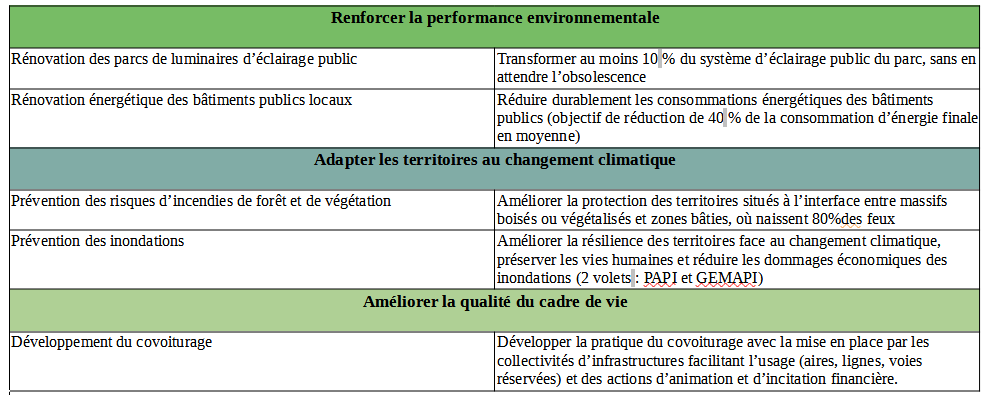 Renforcer la performance environnementale
Rénovation des parcs de luminaires d’éclairage public
Transformer au moins 10 % du système d’éclairage public du parc, sans en
attendre l’obsolescence
Rénovation énergétique des bâtiments publics locaux
Réduire durablement les consommations énergétiques des bâtiments
publics (objectif de réduction de 40 % de la consommation d’énergie finale
en moyenne)
Adapter les territoires au changement climatique
Prévention des risques d’incendies de forêt et de végétation
Améliorer la protection des territoires situés à l’interface entre massifs
boisés ou végétalisés et zones bâties, où naissent 80%des feux
Prévention des inondations
Améliorer la résilience des territoires face au changement climatique,
préserver les vies humaines et réduire les dommages économiques des
inondations (2 volets : PAPI et GEMAPI)
Améliorer la qualité du cadre de vie
Développement du covoiturage
Développer la pratique du covoiturage avec la mise en place par les
collectivités d’infrastructures facilitant l’usage (aires, lignes, voies
réservées) et des actions d’animation et d’incitation financière.